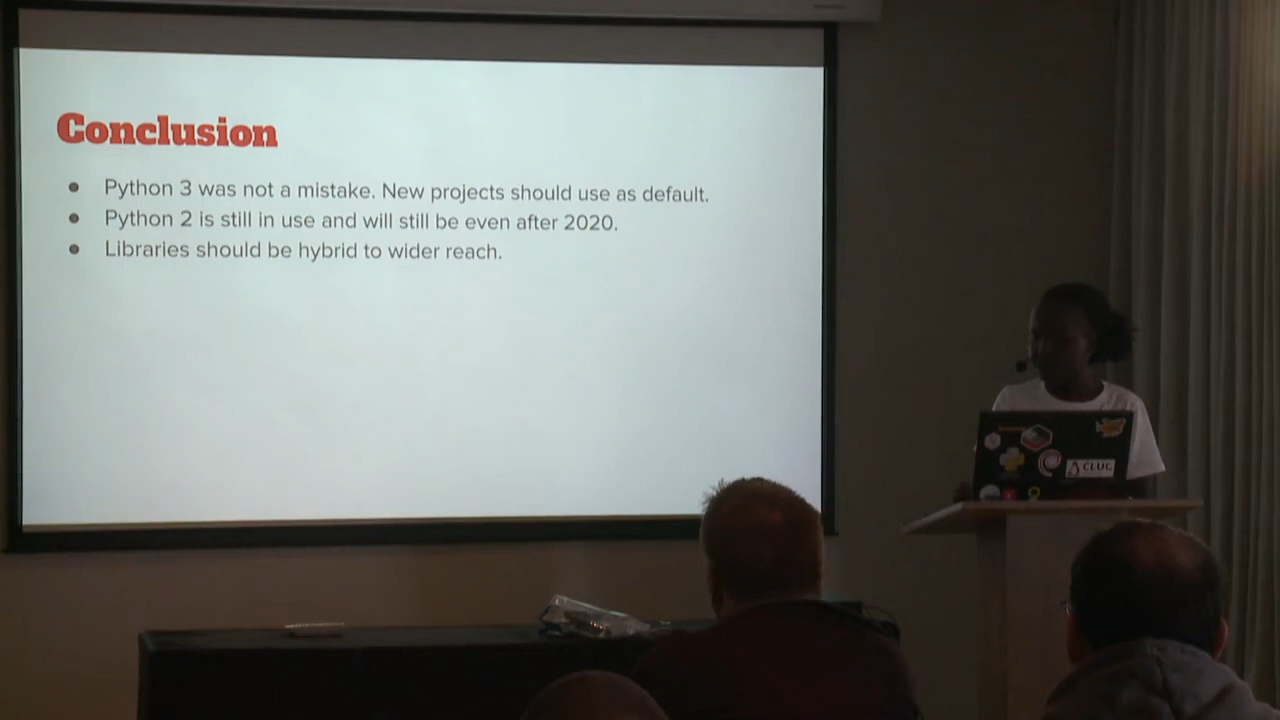 Conclusion
● Python 3 was not a mistake. New projects should use as default.
● Python 2 is still in use and will still be even after 2020.
● Libraries should be hybrid to wider reach.
CLUG